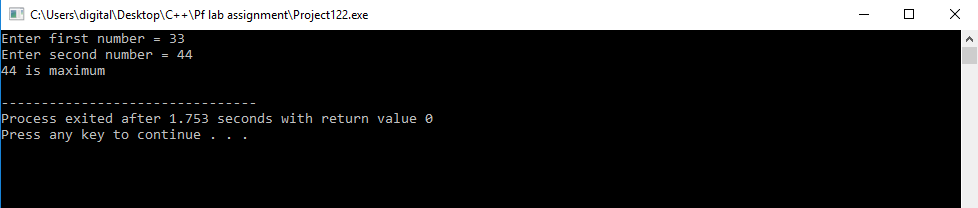 C:\Users\digital\Desktop\C++\Pf lab assignment\Project122.exe
Enter first number = 33
Enter second number = 44
44 is maximum
--------------------------------
Process exited after 1.753 seconds with return value 0
Press any key to continue . . .